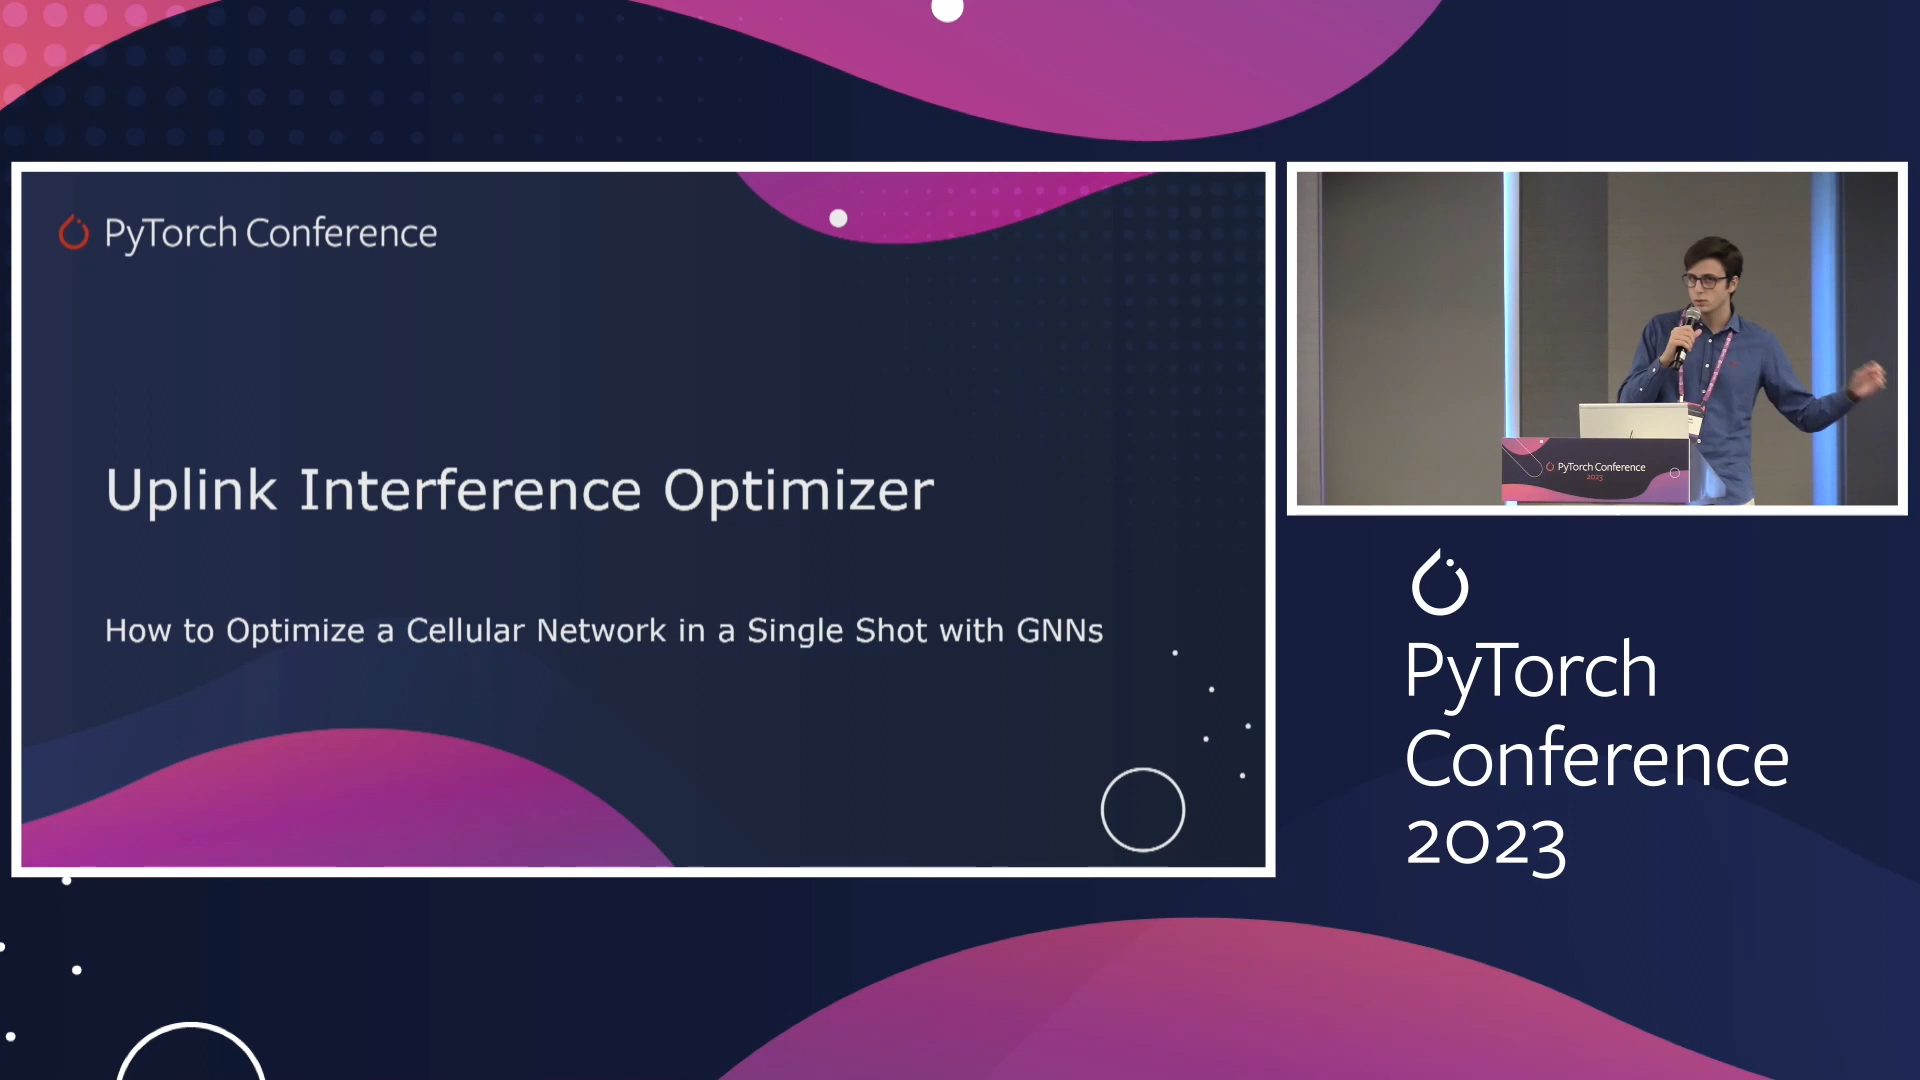 PyTorch Conference
Uplink Interference Optimizer
How to Optimize a Cellular Network in a Single Shot with GNNs
PyTorch Conference
2023
PyTorch
Conference
2023